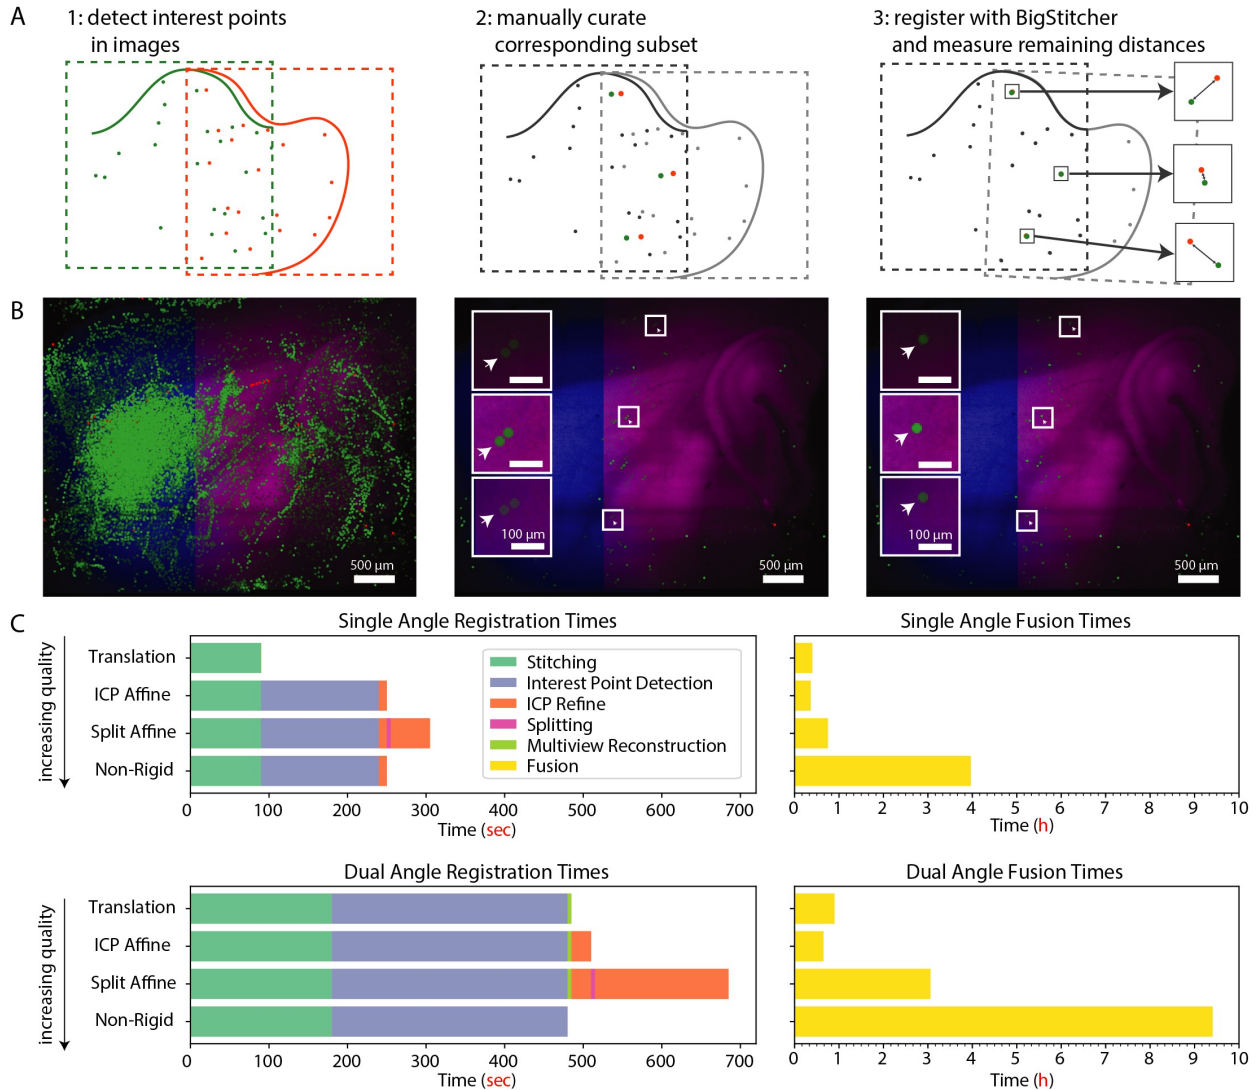 A
1: detect interest points
in images
2: manually curate
corresponding subset
3: register with BigStitcher
and measure remaining distances
B
500 µm
100 µm
500 µm
100 µm
500 µm
C
Single Angle Registration Times
increasing quality
Translation
ICP Affine
Split Affine
Non-Rigid
Stitching
Interest Point Detection
ICP Refine
Splitting
Multiview Reconstruction
Fusion
0 100 200 300 400 500 600 700
Time (sec)
Single Angle Fusion Times
0 1 2 3 4 5 6 7 8 9 10
Time (h)
Dual Angle Registration Times
increasing quality
Translation
ICP Affine
Split Affine
Non-Rigid
0 100 200 300 400 500 600 700
Time (sec)
Dual Angle Fusion Times
0 1 2 3 4 5 6 7 8 9 10
Time (h)